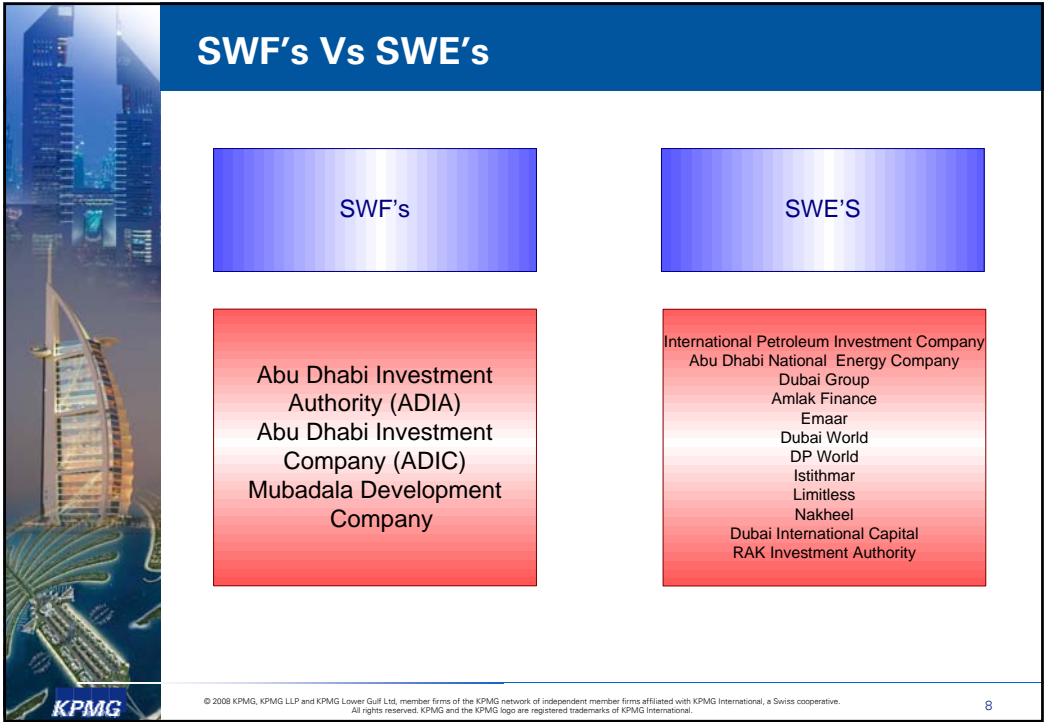 SWF's Vs SWE's
SWF's
SWE'S
Abu Dhabi Investment
Authority (ADIA)
Abu Dhabi Investment
Company (ADIC)
Mubadala Development
Company
International Petroleum Investment Company
Abu Dhabi National Energy Company
Dubai Group
Amlak Finance
Emaar
Dubai World
DP World
Istithmar
Limitless
Nakheel
Dubai International Capital
RAK Investment Authority
KPMG
© 2008 KPMG, KPMG LLP and KPMG Lower Gulf Ltd, member firms of the KPMG network of independent member firms affiliated with KPMG International, a Swiss cooperative.
All rights reserved. KPMG and the KPMG logo are registered trademarks of KPMG International.
8